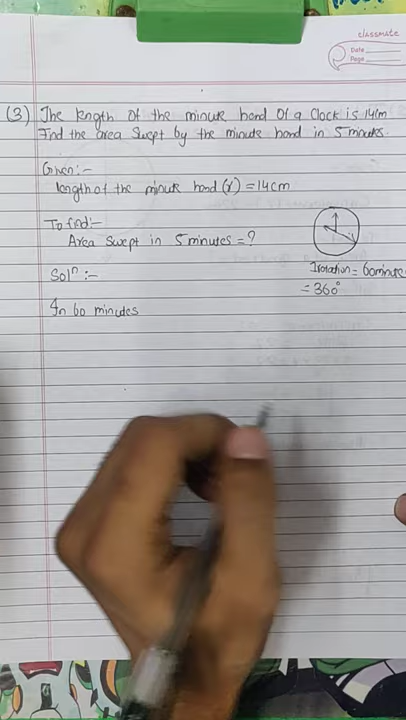 classmate
Date
Page
(3) The length of the minute hand of a clock is 14cm
Find the area swept by the minute hand in 5 minutes.
Given:-
length of the minute hand (r) = 14cm
To find:-
Area Swept in 5 minutes = ?
1 rotation = 60 minute
= 360°
Solⁿ :-
In 60 minutes